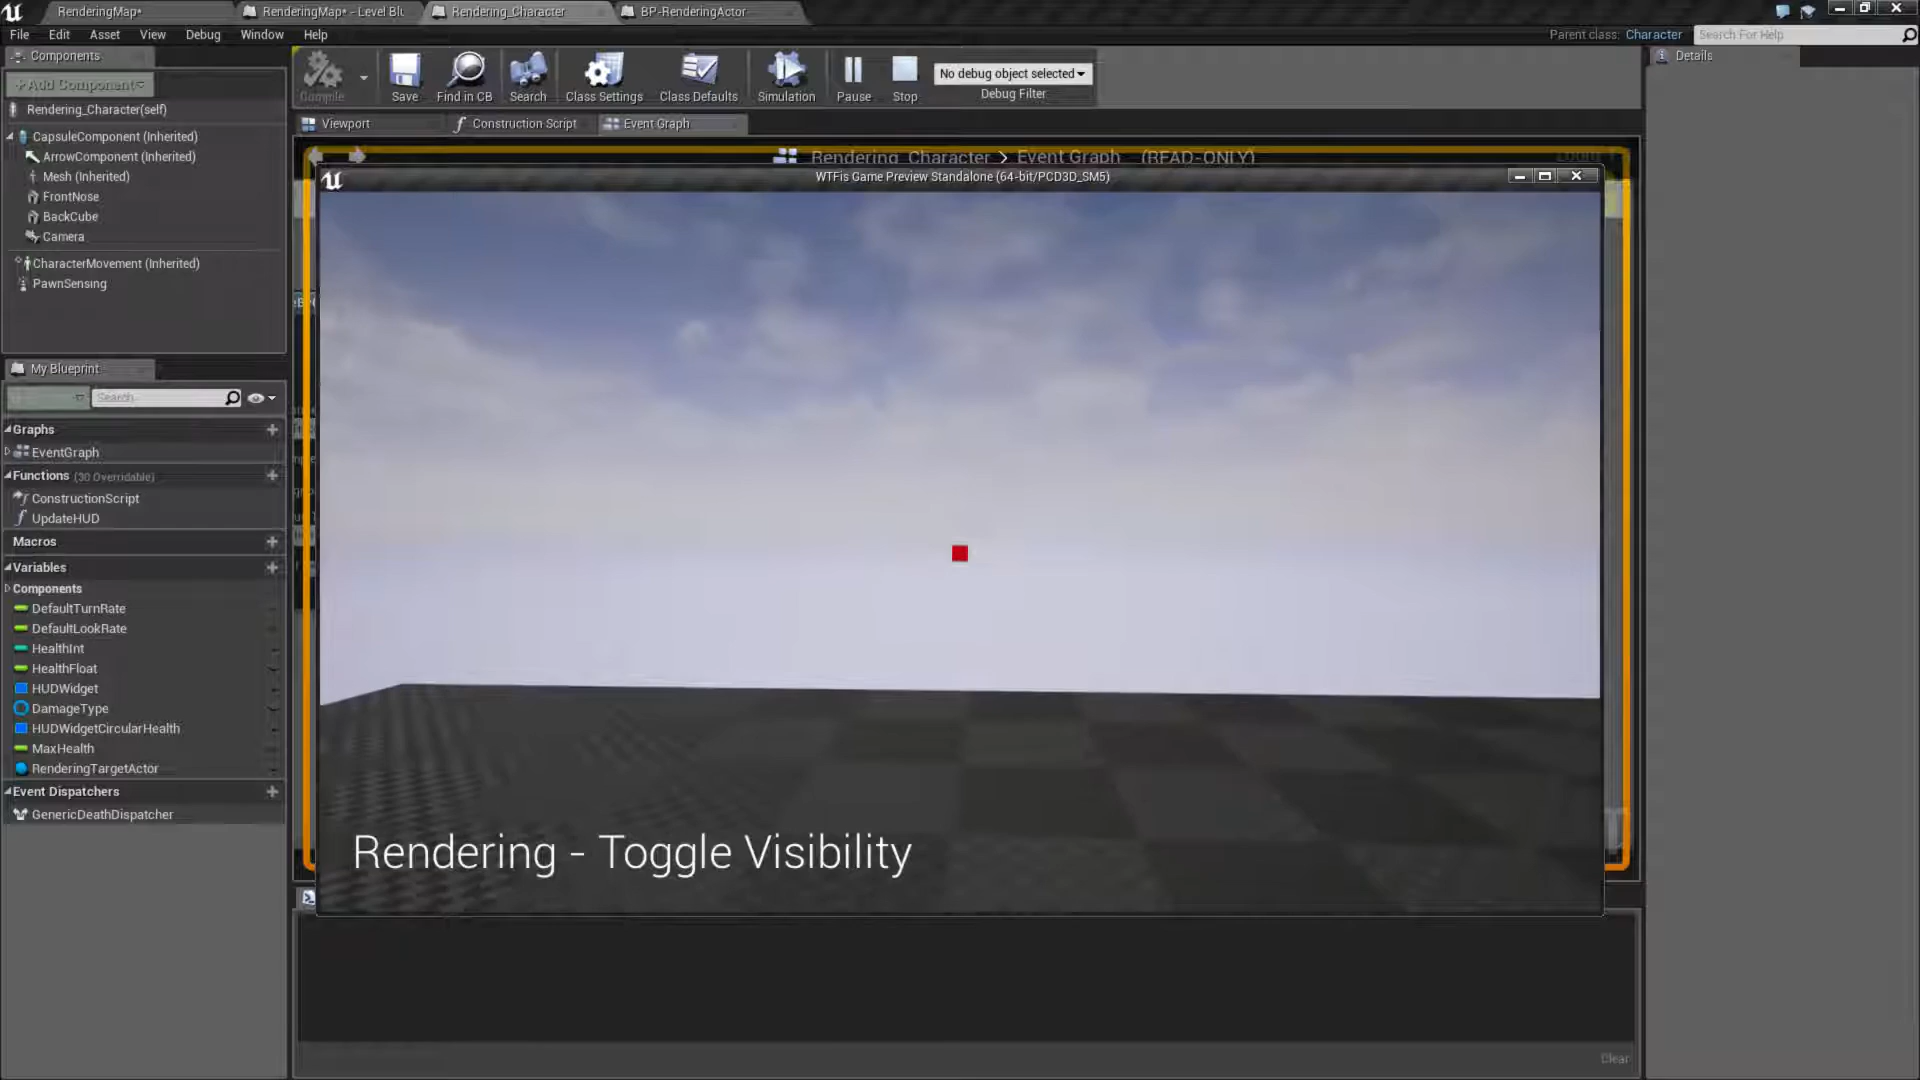 RenderingMap*
RenderingMap* - Level Blu
Rendering_Character
BP-RenderingActor
File Edit Asset View Debug Window Help
Parent class: Character
Search For Help
Components
+Add Component
Rendering_Character(self)
CapsuleComponent (Inherited)
ArrowComponent (Inherited)
Mesh (Inherited)
FrontNose
BackCube
Camera
CharacterMovement (Inherited)
PawnSensing
Compile
Save
Find in CB
Search
Class Settings
Class Defaults
Simulation
Pause
Stop
No debug object selected
Debug Filter
Details
Viewport
Construction Script
Event Graph
Rendering_Character > Event Graph (READ-ONLY)
WTFis Game Preview Standalone (64-bit/PCD3D_SM5)
My Blueprint
Search
Graphs
EventGraph
Functions (30 Overridable)
ConstructionScript
UpdateHUD
Macros
Variables
Components
DefaultTurnRate
DefaultLookRate
HealthInt
HealthFloat
HUDWidget
DamageType
HUDWidgetCircularHealth
MaxHealth
RenderingTargetActor
Event Dispatchers
GenericDeathDispatcher
Rendering - Toggle Visibility
Clear